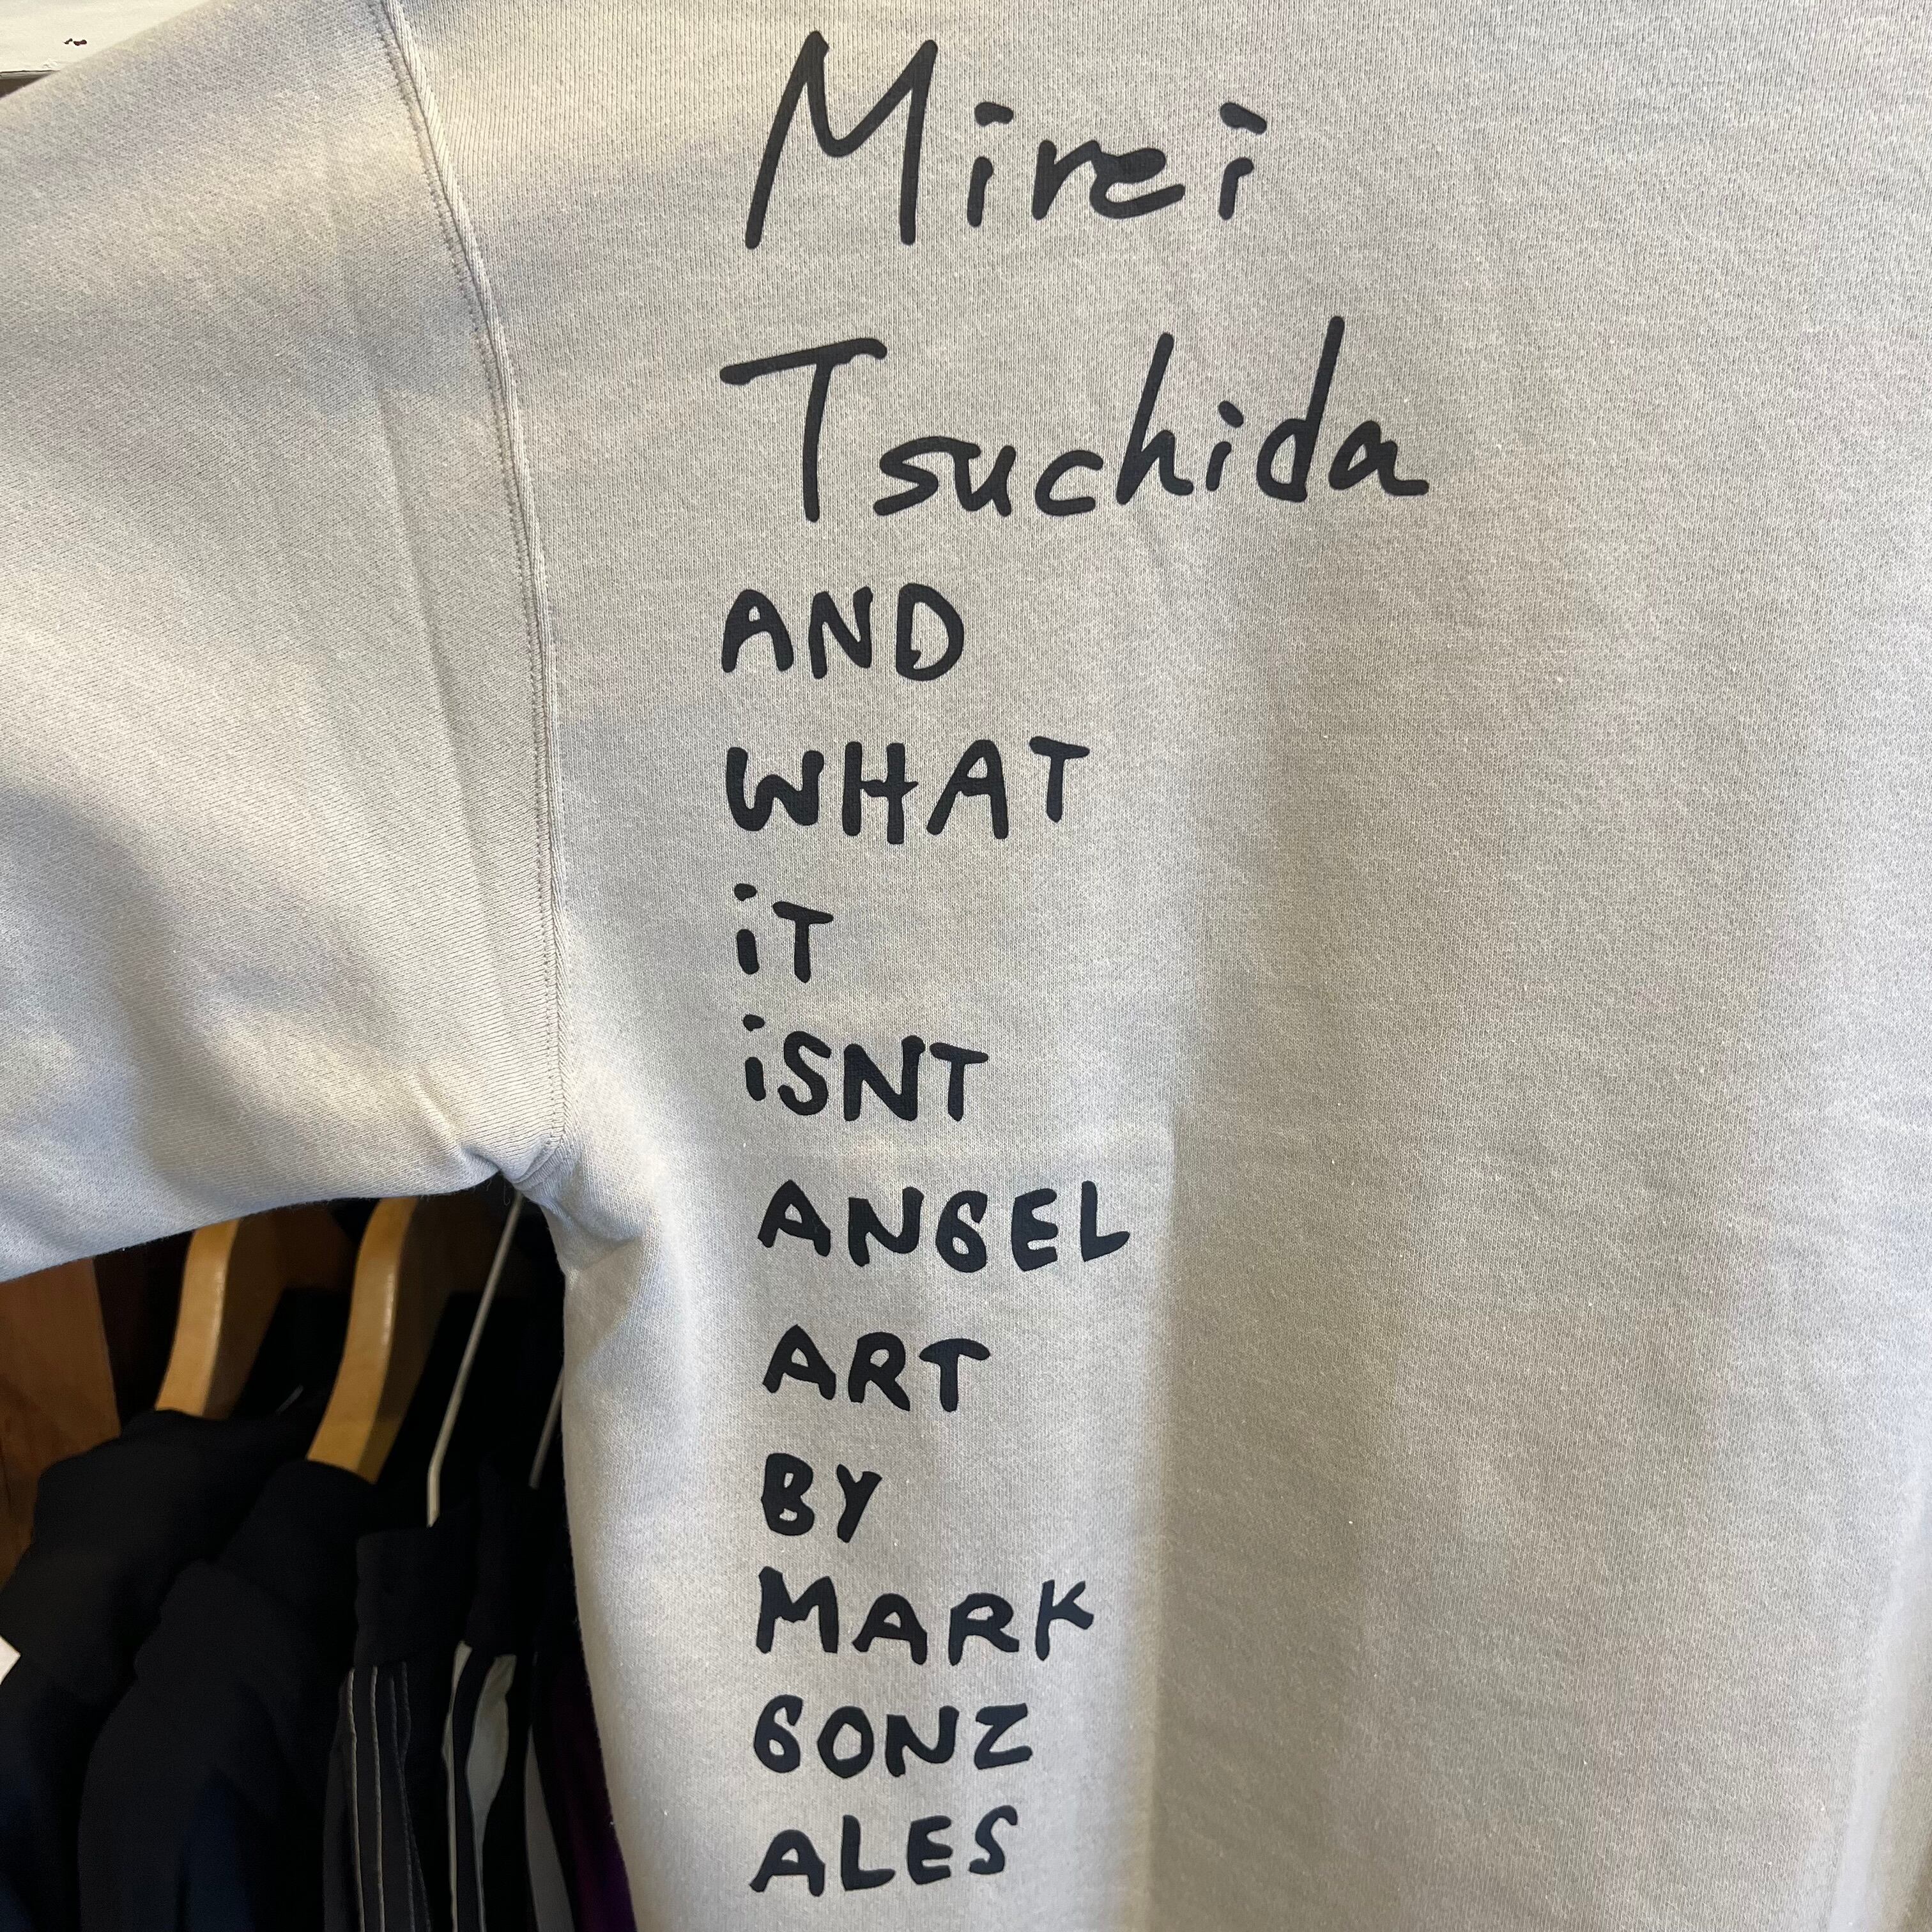 Mirei
Tsuchida
AND
WHAT
iT
iSNT
ANGEL
ART
BY
MARK
GONZ
ALES